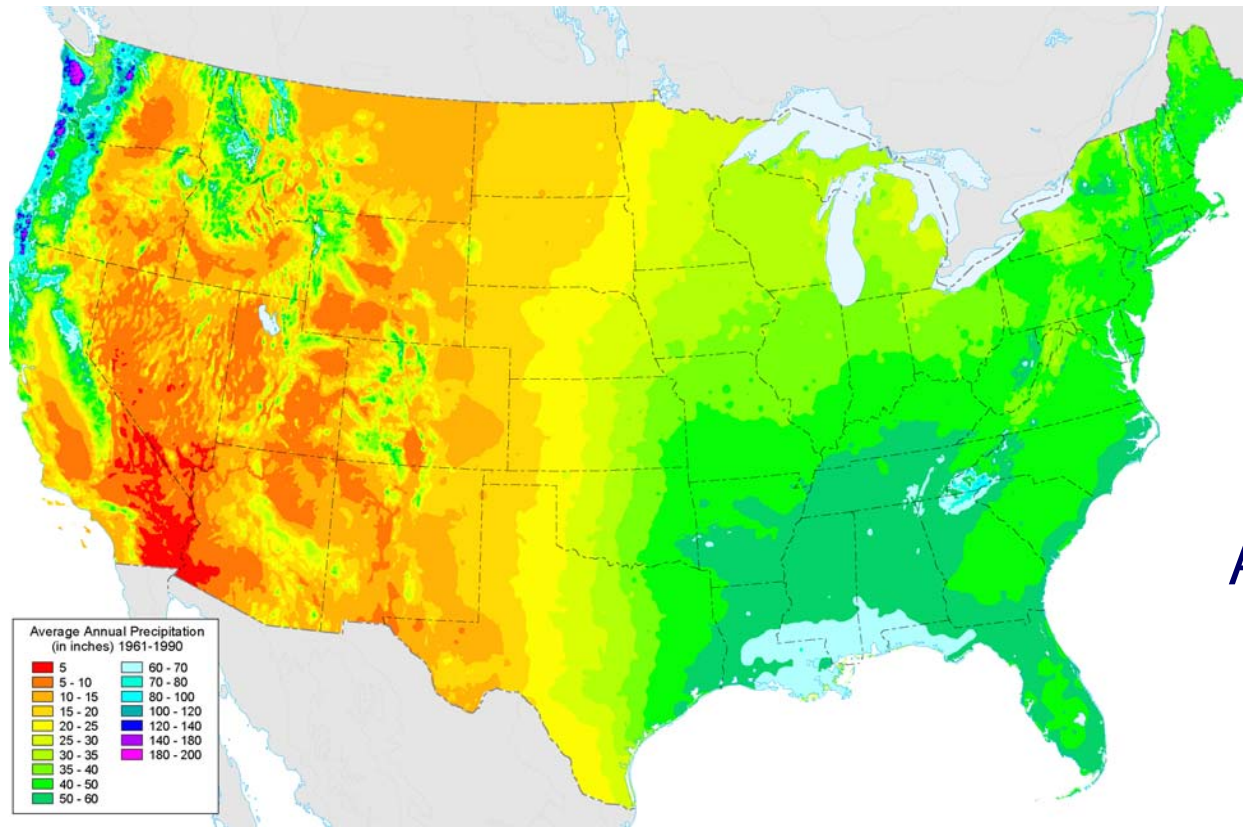 A
Average Annual Precipitation
(in inches) 1961-1990
5
5 - 10
10 - 15
15 - 20
20 - 25
25 - 30
30 - 35
35 - 40
40 - 50
50 - 60
60 - 70
70 - 80
80 - 100
100 - 120
120 - 140
140 - 180
180 - 200